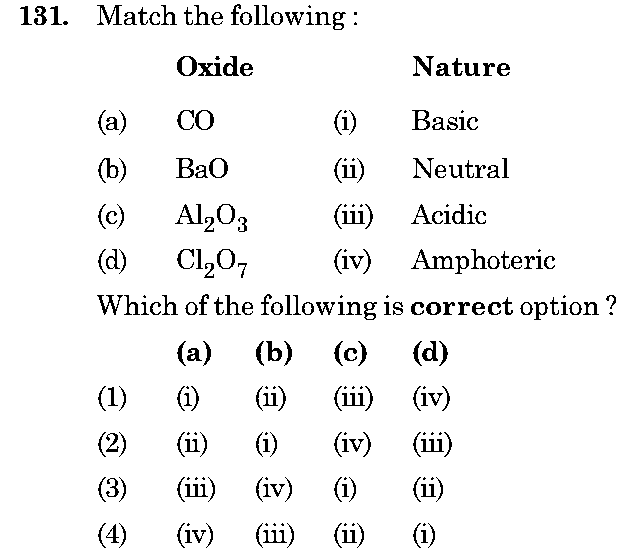 131. Match the following :
Oxide Nature
(a) CO (i) Basic
(b) BaO (ii) Neutral
(c) Al₂O₃ (iii) Acidic
(d) Cl₂O₇ (iv) Amphoteric
Which of the following is correct option ?
(a) (b) (c) (d)
(1) (i) (ii) (iii) (iv)
(2) (ii) (i) (iv) (iii)
(3) (iii) (iv) (i) (ii)
(4) (iv) (iii) (ii) (i)